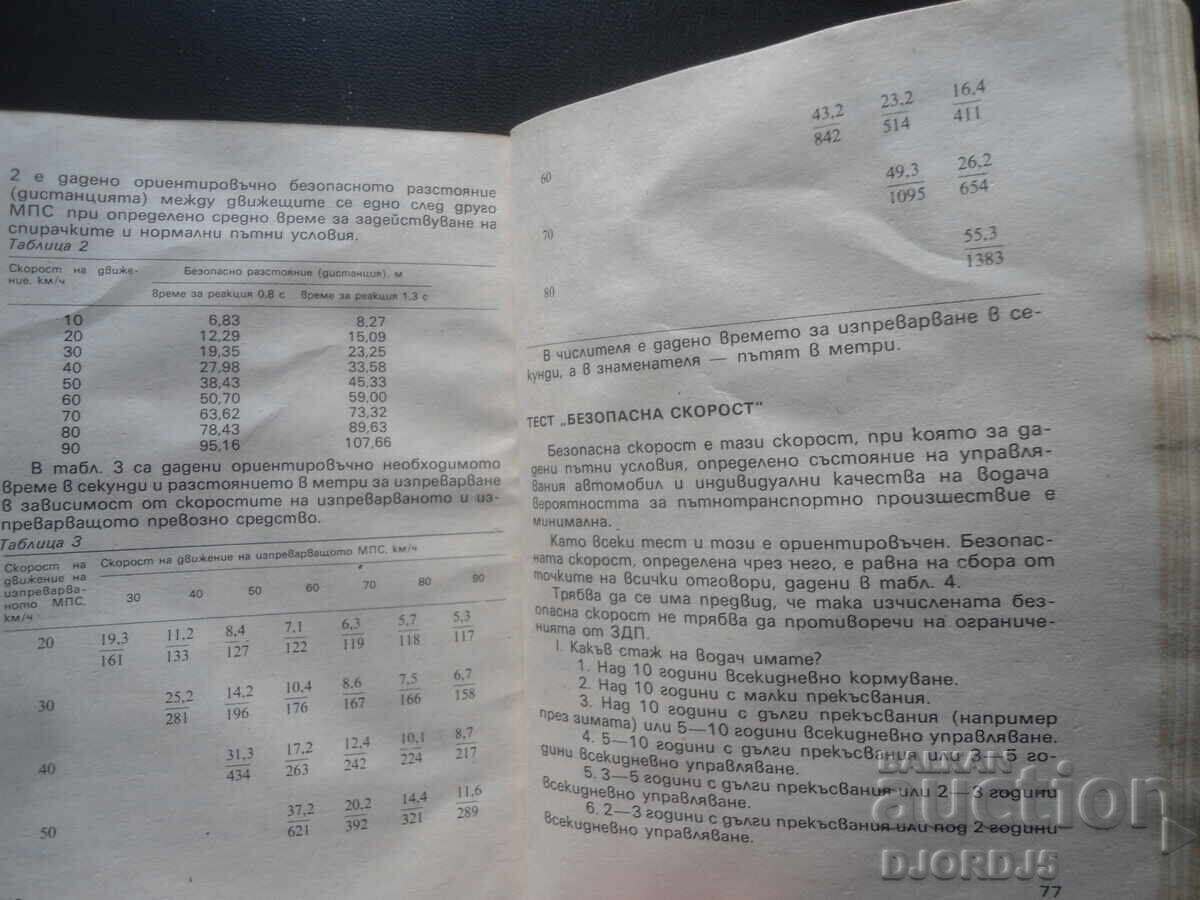 2 е дадено ориентировъчно безопасното разстояние
(дистанцията) между движещите се едно след друго
МПС при определено средно време за задействуване на
спирачките и нормални пътни условия.
Таблица 2
Скорост на движе-
ние, км/ч
Безопасно разстояние (дистанция), м
време за реакция 0,8 с време за реакция 1,3 с
10 6,83 8,27
20 12,29 15,09
30 19,35 23,25
40 27,98 33,58
50 38,43 45,33
60 50,70 59,00
70 63,62 73,32
80 78,43 89,63
90 95,16 107,66
В табл. 3 са дадени ориентировъчно необходимото
време в секунди и разстоянието в метри за изпреварване
в зависимост от скоростите на изпреварваното и из-
преварващото превозно средство.
Таблица 3
Скорост на
движение на
изпреварва-
ното МПС,
км/ч
Скорост на движение на изпреварващото МПС, км/ч
30 40 50 60 70 80 90
20 19,3 11,2 8,4 7,1 6,3 5,7 5,3
161 133 127 122 119 118 117
30 25,2 14,2 10,4 8,6 7,5 6,7
281 196 176 167 166 158
40 31,3 17,2 12,4 10,1 8,7
434 263 242 224 217
50 37,2 20,2 14,4 11,6
621 392 321 289
43,2 23,2 16,4
842 514 411
60
49,3 26,2
1095 654
70
55,3
1383
80
В числителя е дадено времето за изпреварване в се-
кунди, а в знаменателя — пътят в метри.
ТЕСТ „БЕЗОПАСНА СКОРОСТ"
Безопасна скорост е тази скорост, при която за да-
дени пътни условия, определено състояние на управля-
вания автомобил и индивидуални качества на водача
вероятността за пътнотранспортно произшествие е
минимална.
Като всеки тест и този е ориентировъчен. Безопас-
ната скорост, определена чрез него, е равна на сбора от
точките на всички отговори, дадени в табл. 4.
Трябва да се има предвид, че така изчислената без-
опасна скорост не трябва да противоречи на ограниче-
нията от ЗДП.
I. Какъв стаж на водач имате?
1. Над 10 години всекидневно кормуване.
2. Над 10 години с малки прекъсвания.
3. Над 10 години с дълги прекъсвания (например
през зимата) или 5—10 години всекидневно управляване.
4. 5—10 години с дълги прекъсвания или 3—5 го-
дини всекидневно управляване.
5. 3—5 години с дълги прекъсвания или 2—3 години
всекидневно управляване.
6. 2—3 години с дълги прекъсвания или под 2 години
всекидневно управляване.
77
BALKAN
auction
DJORDJ5